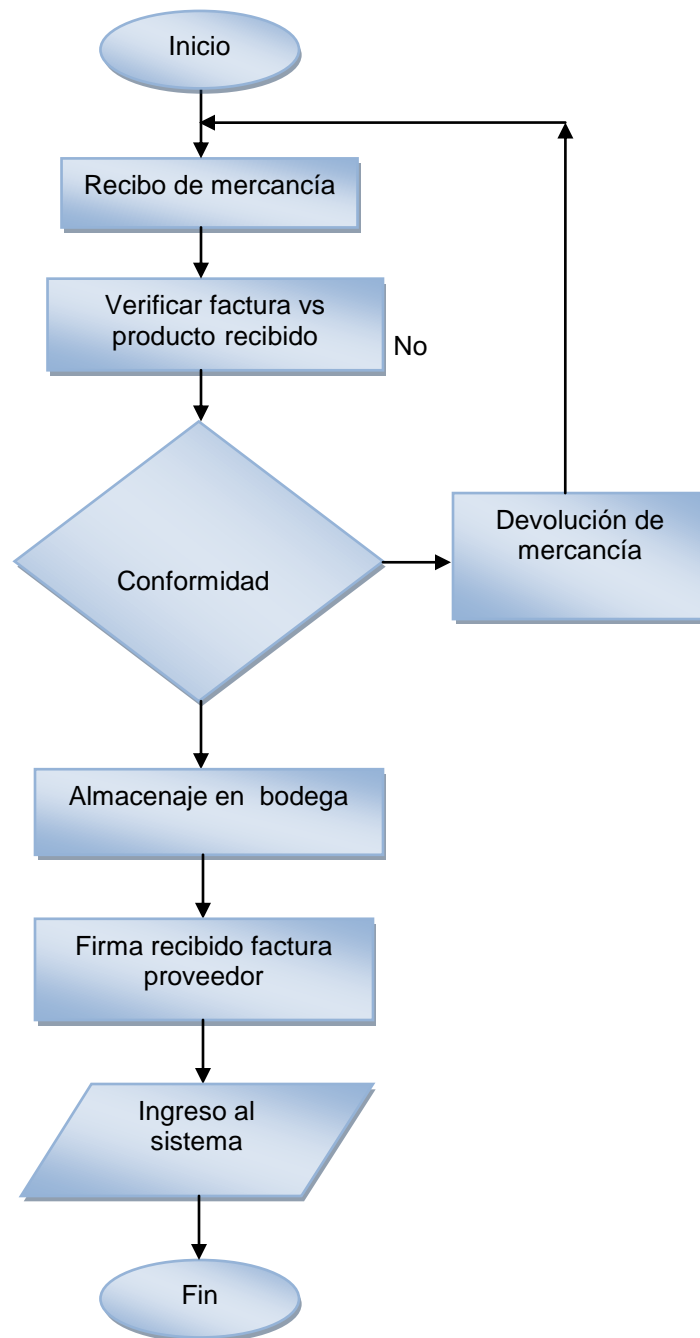 Inicio
Recibo de mercancía
Verificar factura vs
producto recibido
No
Devolución de
mercancía
Conformidad
Almacenaje en bodega
Firma recibido factura
proveedor
Ingreso al
sistema
Fin